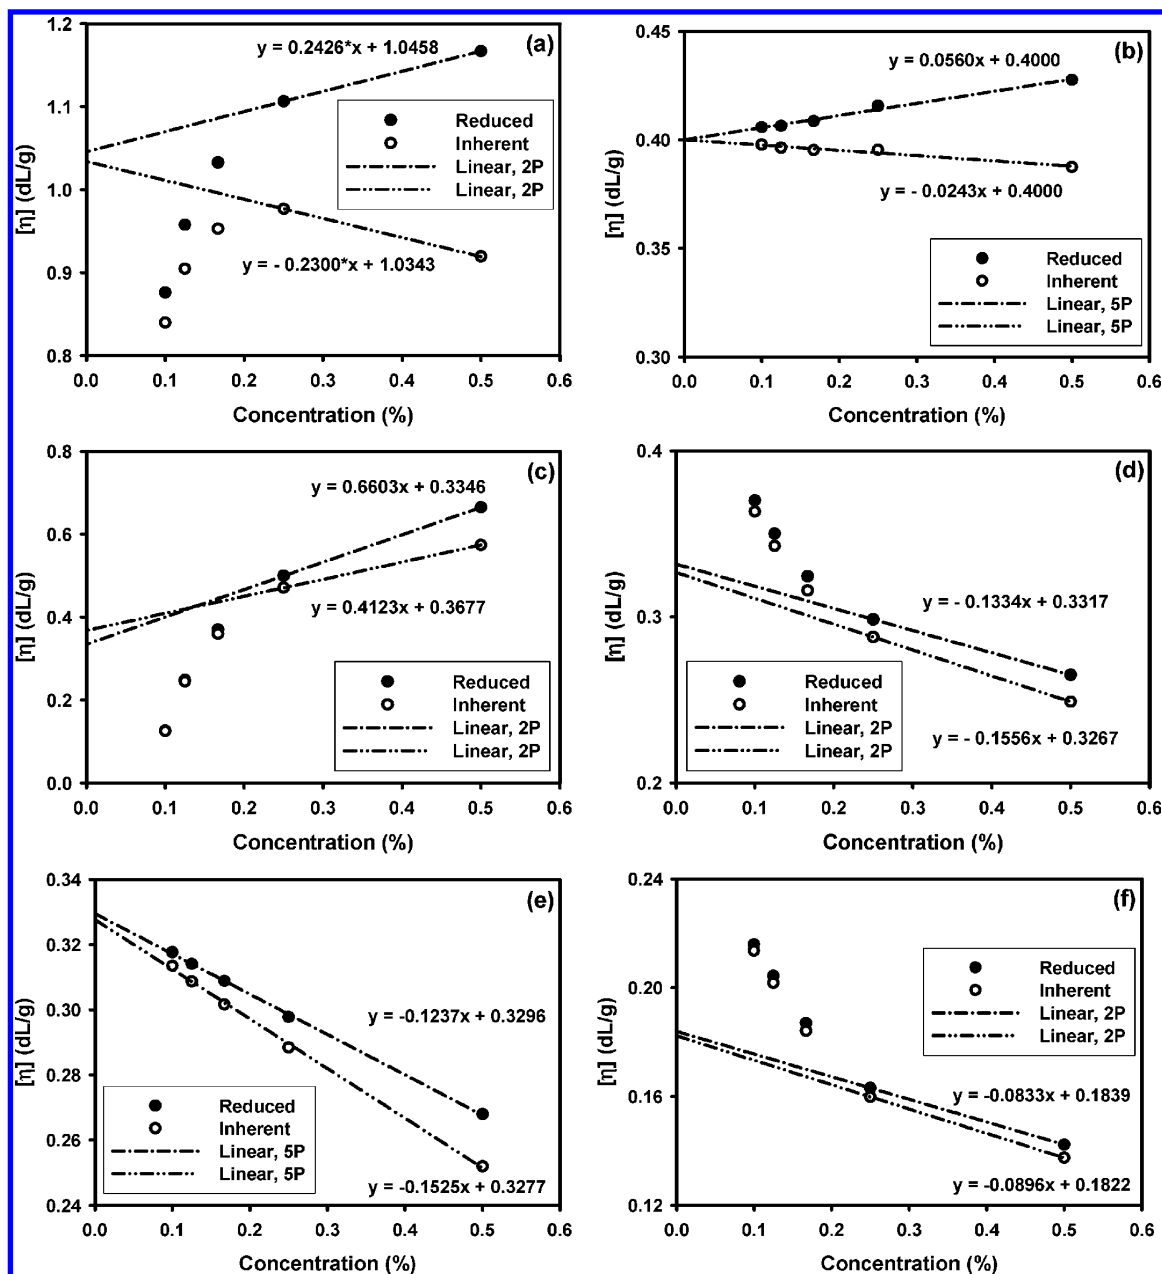 (a)
y = 0.2426*x + 1.0458
Reduced
Inherent
Linear, 2P
Linear, 2P
y = - 0.2300*x + 1.0343
1.2
1.1
1.0
0.9
0.8
[η] (dL/g)
0.0 0.1 0.2 0.3 0.4 0.5 0.6
Concentration (%)
(b)
y = 0.0560x + 0.4000
y = - 0.0243x + 0.4000
Reduced
Inherent
Linear, 5P
Linear, 5P
0.45
0.40
0.35
0.30
[η] (dL/g)
0.0 0.1 0.2 0.3 0.4 0.5 0.6
Concentration (%)
(c)
y = 0.6603x + 0.3346
y = 0.4123x + 0.3677
Reduced
Inherent
Linear, 2P
Linear, 2P
0.8
0.6
0.4
0.2
0.0
[η] (dL/g)
0.0 0.1 0.2 0.3 0.4 0.5 0.6
Concentration (%)
(d)
y = - 0.1334x + 0.3317
Reduced
Inherent
Linear, 2P
Linear, 2P
y = - 0.1556x + 0.3267
0.4
0.3
0.2
[η] (dL/g)
0.0 0.1 0.2 0.3 0.4 0.5 0.6
Concentration (%)
(e)
y = -0.1237x + 0.3296
Reduced
Inherent
Linear, 5P
Linear, 5P
y = -0.1525x + 0.3277
0.34
0.32
0.30
0.28
0.26
0.24
[η] (dL/g)
0.0 0.1 0.2 0.3 0.4 0.5 0.6
Concentration (%)
(f)
Reduced
Inherent
Linear, 2P
Linear, 2P
y = -0.0833x + 0.1839
y = -0.0896x + 0.1822
0.24
0.20
0.16
0.12
[η] (dL/g)
0.0 0.1 0.2 0.3 0.4 0.5 0.6
Concentration (%)